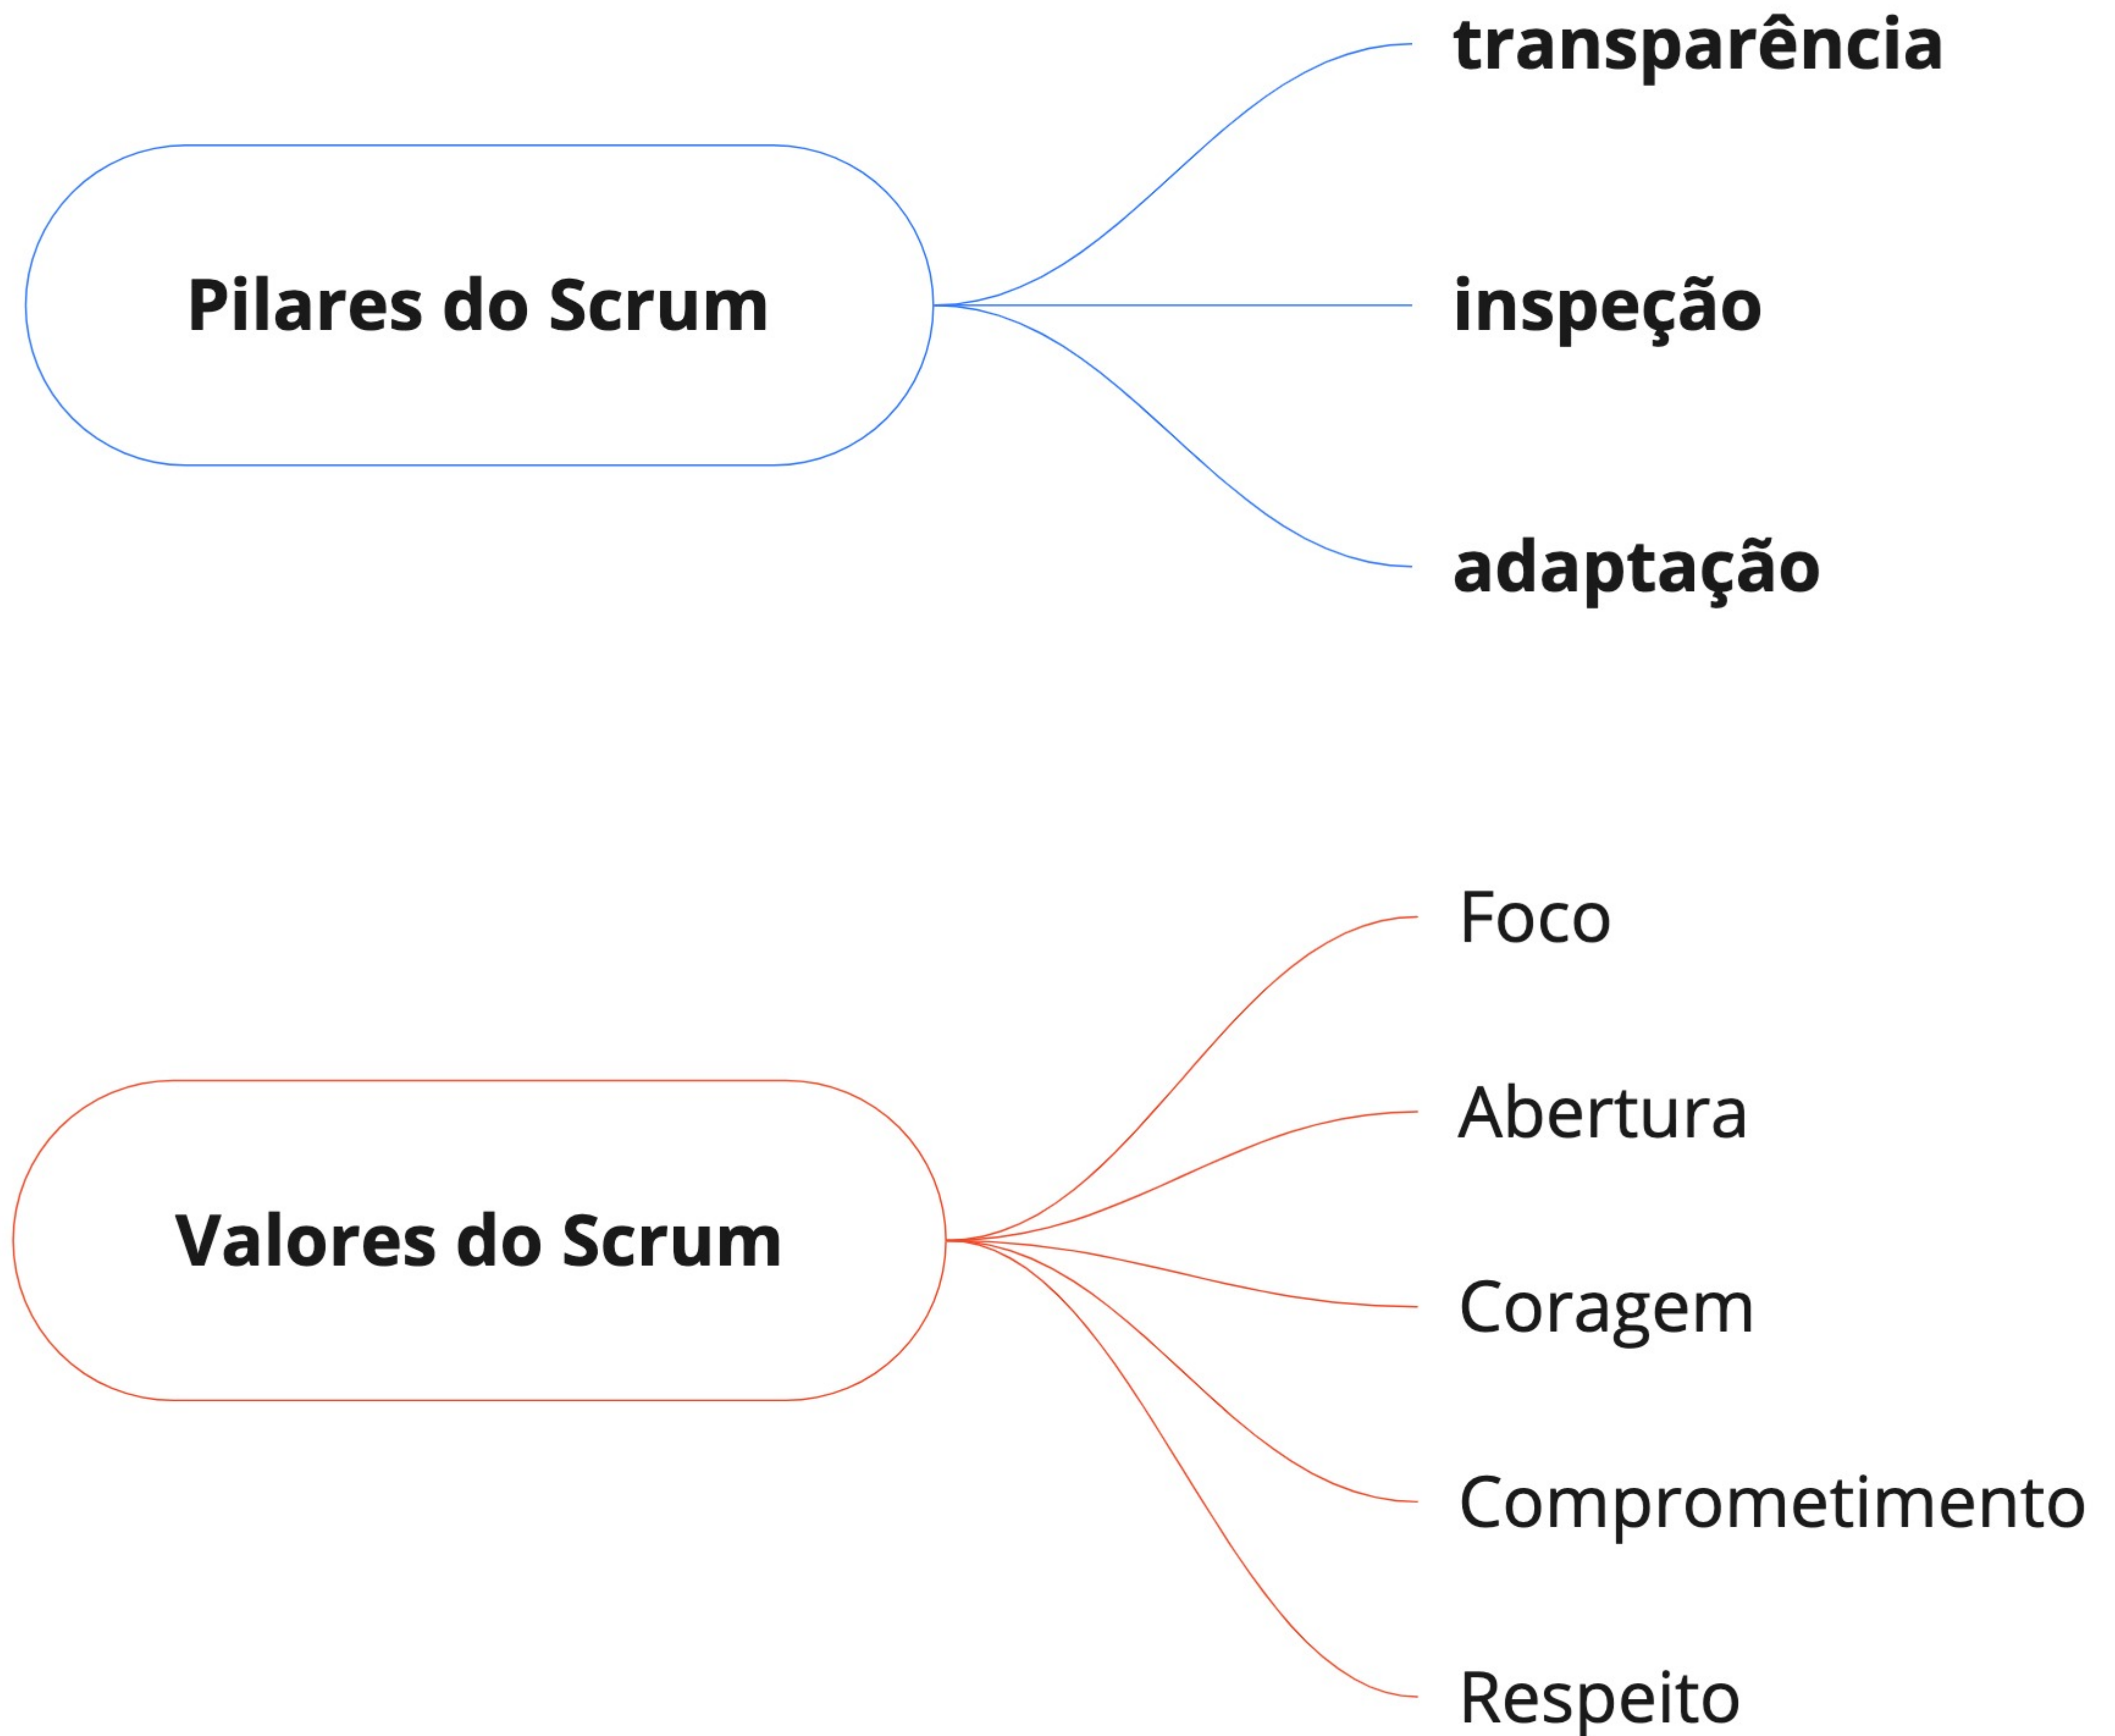 Pilares do Scrum
transparência
inspeção
adaptação
Valores do Scrum
Foco
Abertura
Coragem
Comprometimento
Respeito